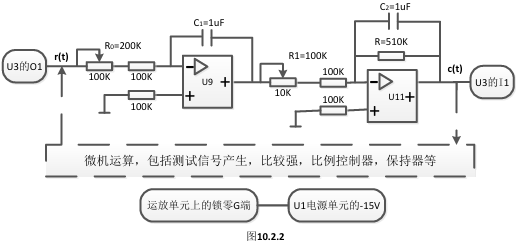 C₂=1uF
R₀=200K
C₁=1uF
r(t)
R1=100K
R=510K
c(t)
U3的O1
100K
100K
U9
10K
100K
U11
U3的I1
100K
100K
微机运算，包括测试信号产生，比较强，比例控制器，保持器等
运放单元上的锁零G端
U1电源单元的-15V
图10.2.2